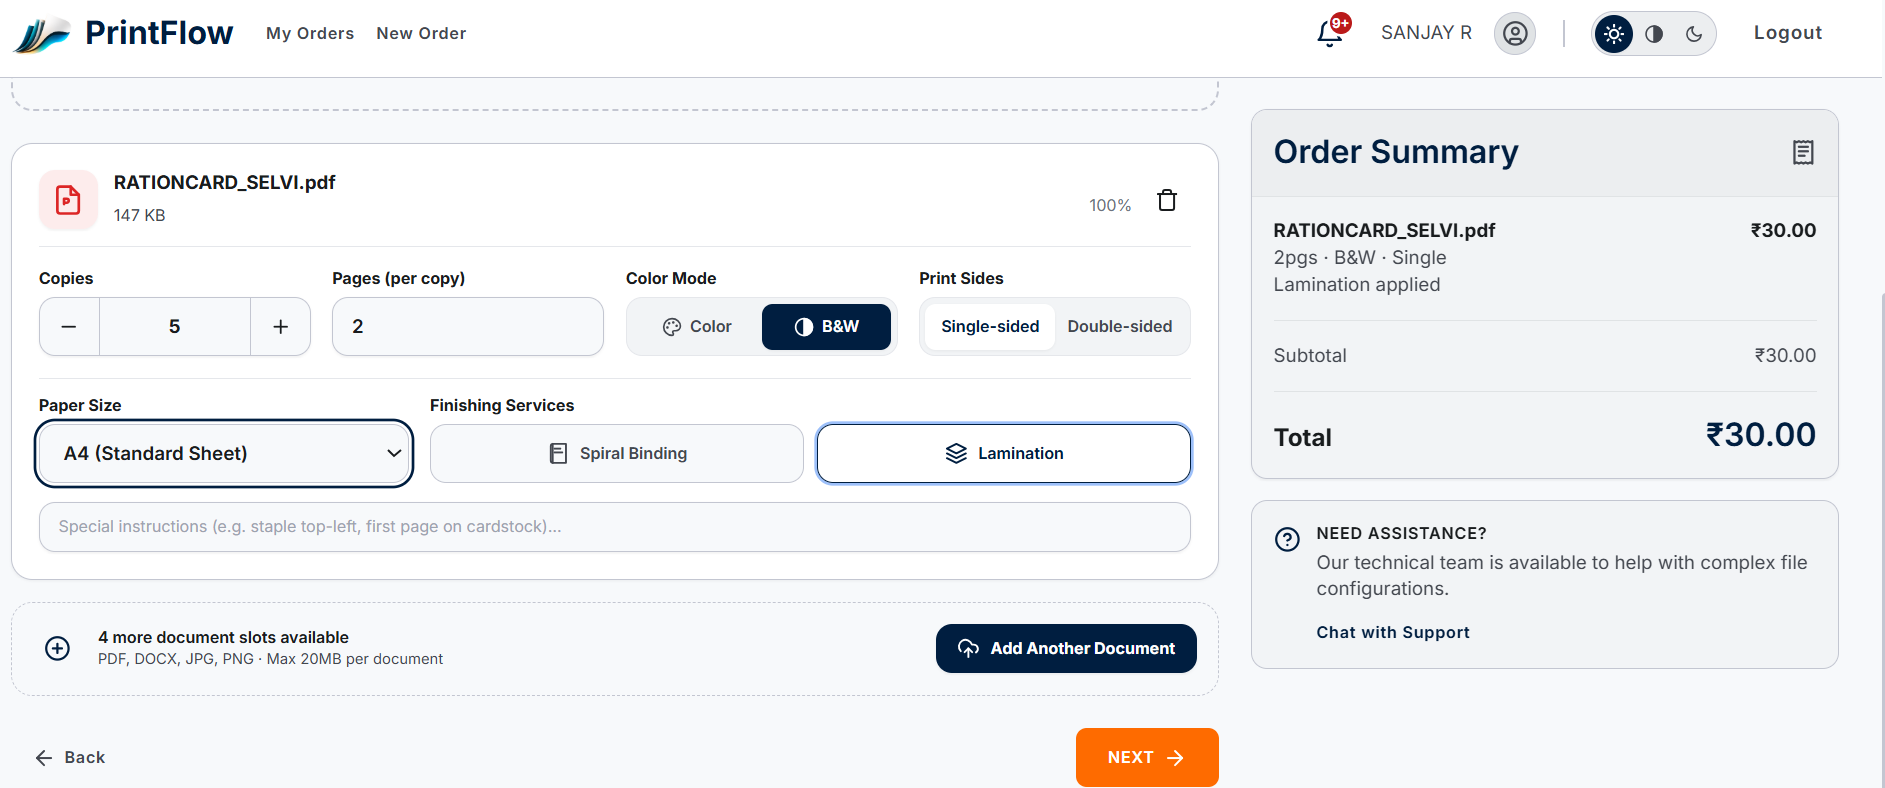 PrintFlow
My Orders
New Order
9+
SANJAY R
Logout
RATIONCARD_SELVI.pdf
147 KB
100%
Copies
5
Pages (per copy)
2
Color Mode
Color
B&W
Print Sides
Single-sided
Double-sided
Paper Size
A4 (Standard Sheet)
Finishing Services
Spiral Binding
Lamination
Special instructions (e.g. staple top-left, first page on cardstock)...
4 more document slots available
PDF, DOCX, JPG, PNG · Max 20MB per document
Add Another Document
Back
NEXT
Order Summary
RATIONCARD_SELVI.pdf ₹30.00
2pgs · B&W · Single
Lamination applied
Subtotal ₹30.00
Total ₹30.00
NEED ASSISTANCE?
Our technical team is available to help with complex file
configurations.
Chat with Support